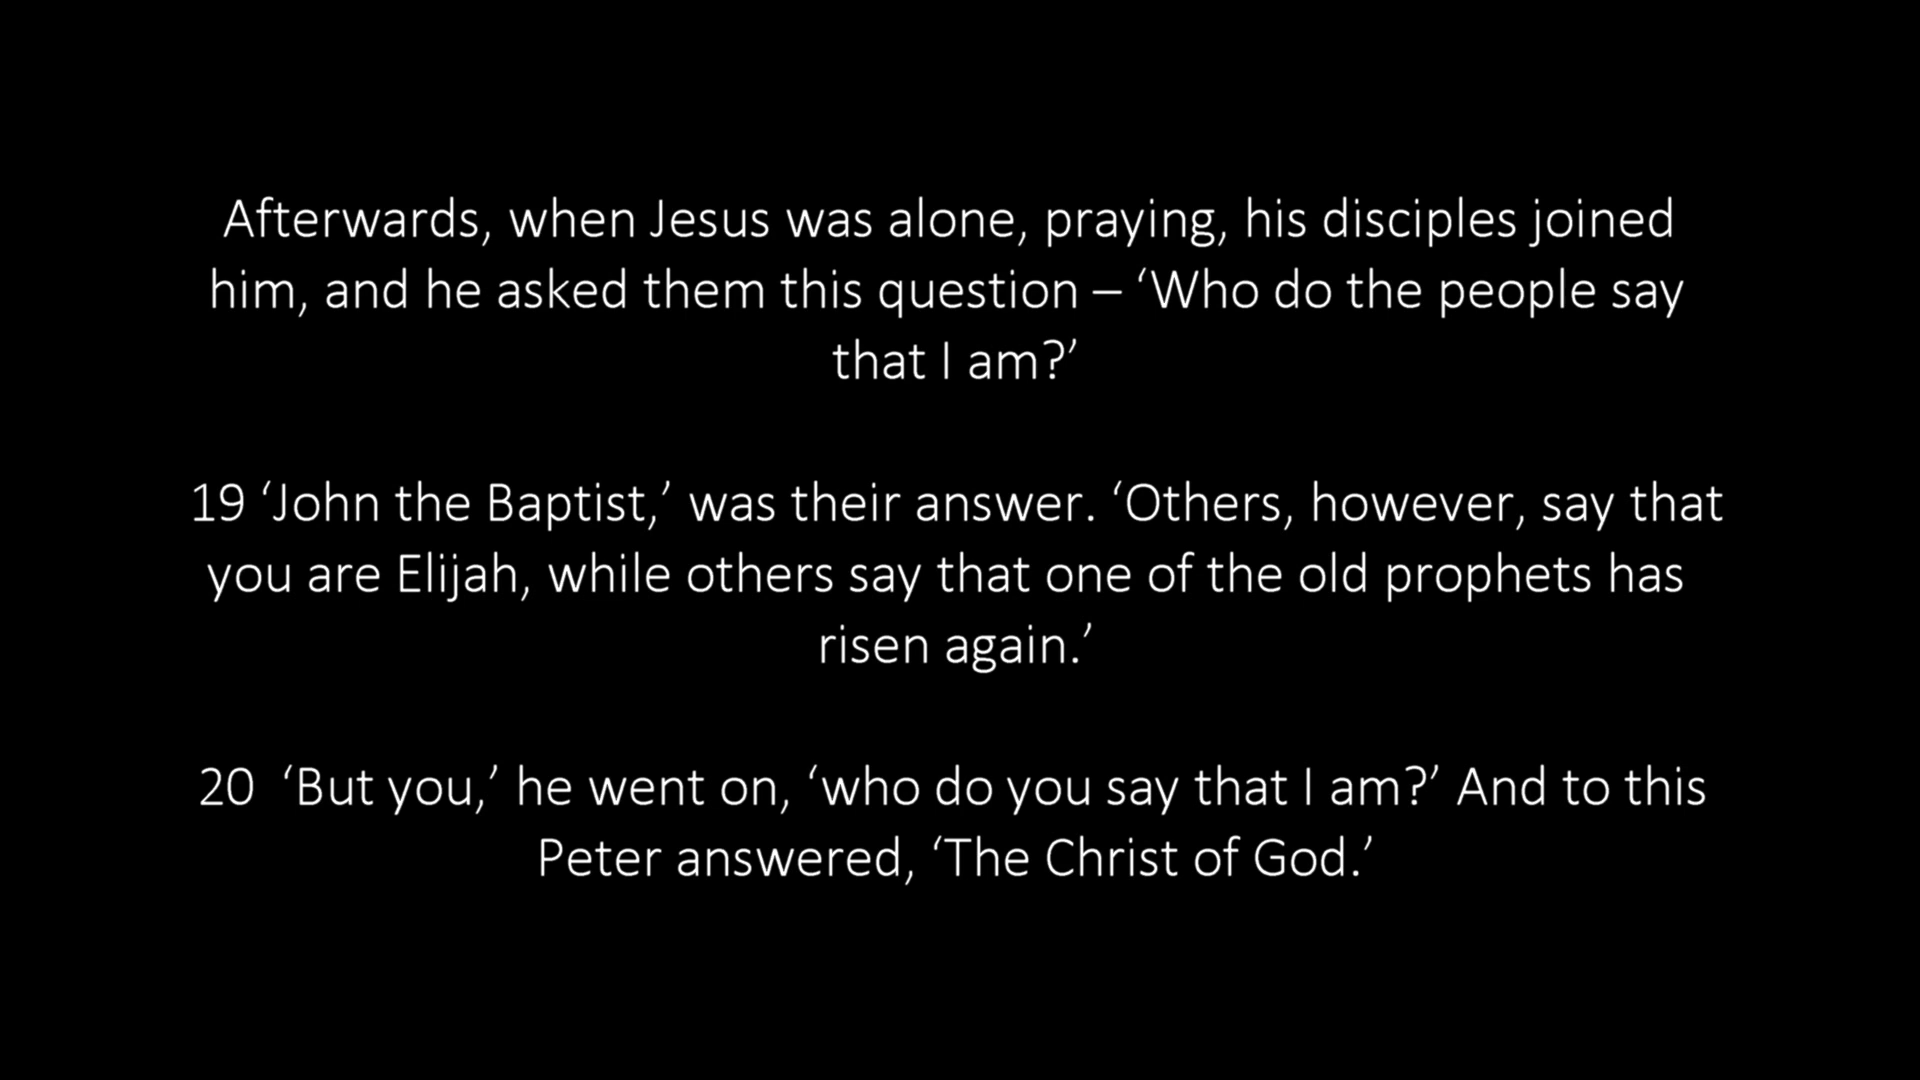 Afterwards, when Jesus was alone, praying, his disciples joined
him, and he asked them this question – ‘Who do the people say
that I am?’
19 ‘John the Baptist,’ was their answer. ‘Others, however, say that
you are Elijah, while others say that one of the old prophets has
risen again.’
20  ‘But you,’ he went on, ‘who do you say that I am?’ And to this
Peter answered, ‘The Christ of God.’